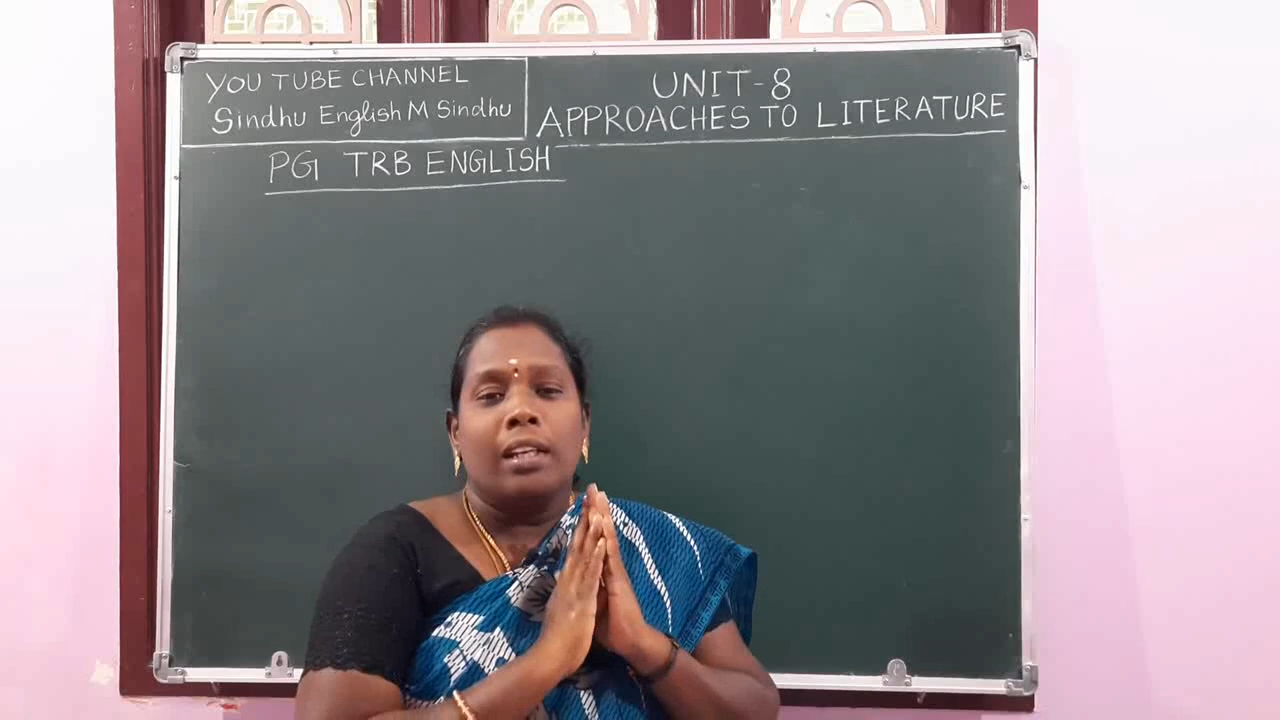 YOU TUBE CHANNEL
Sindhu English M Sindhu
UNIT-8
APPROACHES TO LITERATURE
PG TRB ENGLISH